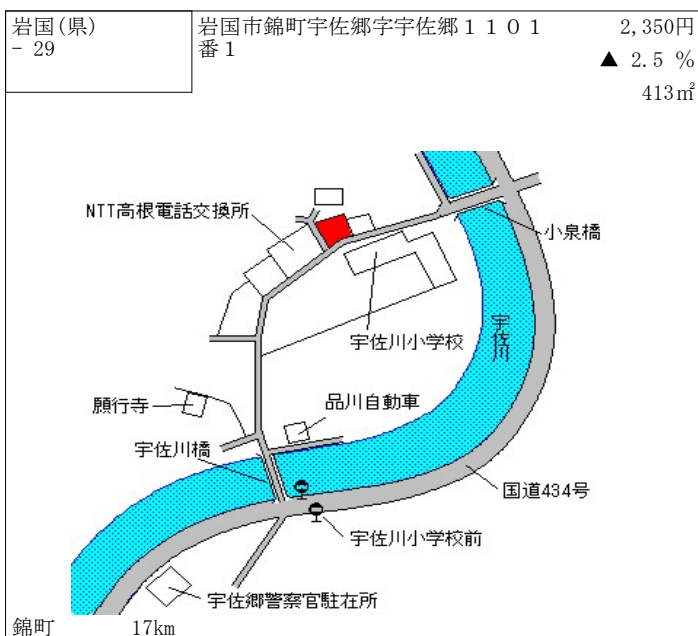 岩国(県)
- 29
岩国市錦町宇佐郷字宇佐郷１１０１
番１
2,350円
▲ 2.5 %
413㎡
NTT高根電話交換所
小泉橋
宇佐川小学校
宇佐川
願行寺
品川自動車
宇佐川橋
国道434号
宇佐川小学校前
宇佐郷警察官駐在所
錦町 17km